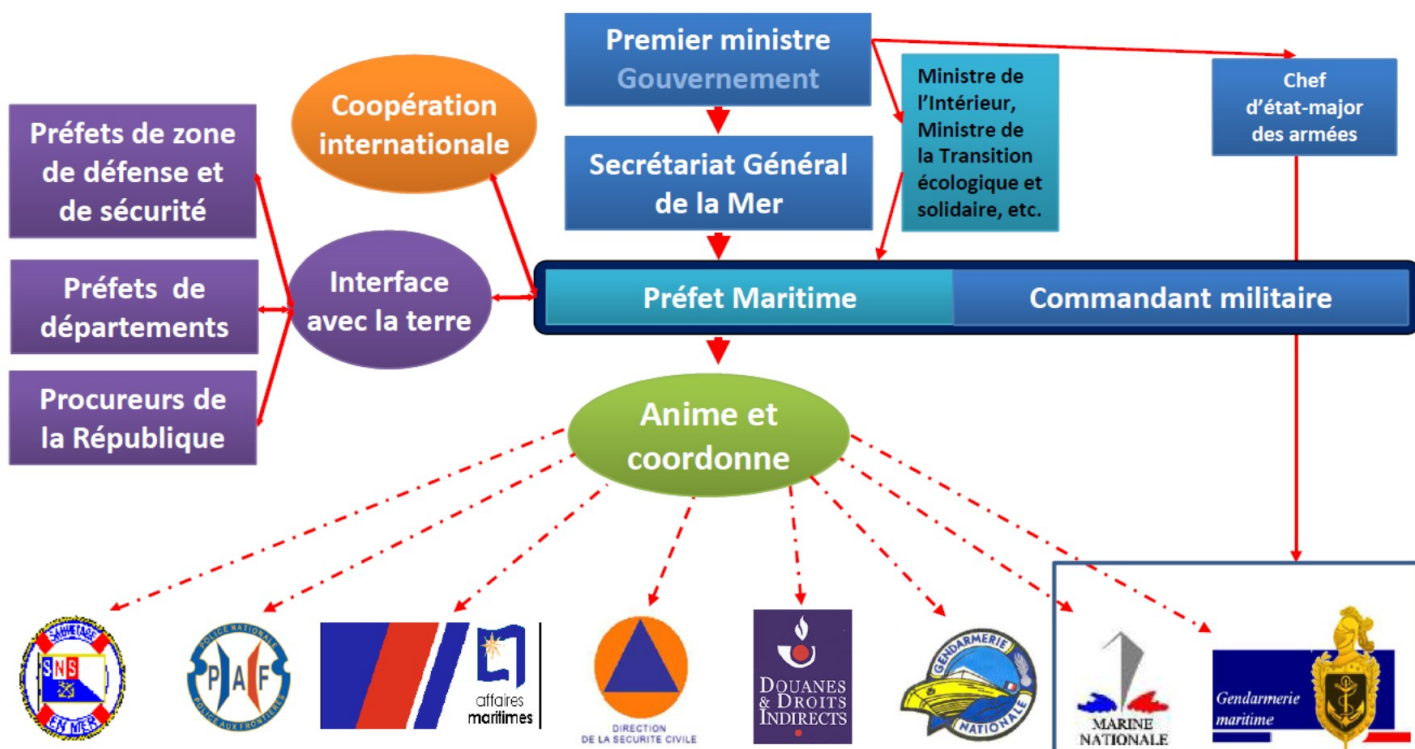 Premier ministre
Gouvernement
Coopération
internationale
Ministre de
l'Intérieur,
Ministre de
la Transition
écologique et
solidaire, etc.
Chef
d'état-major
des armées
Préfets de zone
de défense et
de sécurité
Secrétariat Général
de la Mer
Interface
avec la terre
Préfet Maritime
Commandant militaire
Préfets de
départements
Procureurs de
la République
Anime et
coordonne
SAUVETAGE
SNS
EN MER
POLICE NATIONALE
PAF
POLICE AUX FRONTIÈRES
affaires
maritimes
DIRECTION
DE LA SECURITE CIVILE
DOUANES
& DROITS
INDIRECTS
GENDARMERIE
NATIONALE
MARINE
NATIONALE
Gendarmerie
maritime